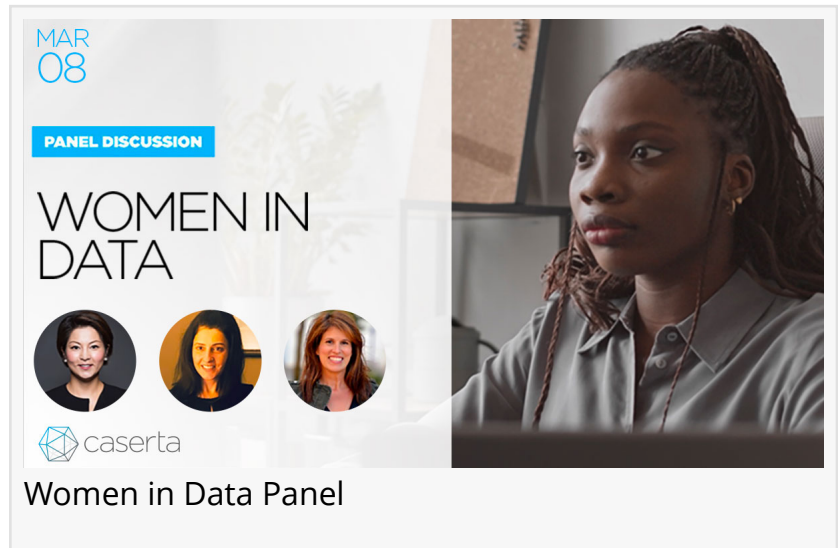 MAR
08
PANEL DISCUSSION
WOMEN IN
DATA
caserta
Women in Data Panel